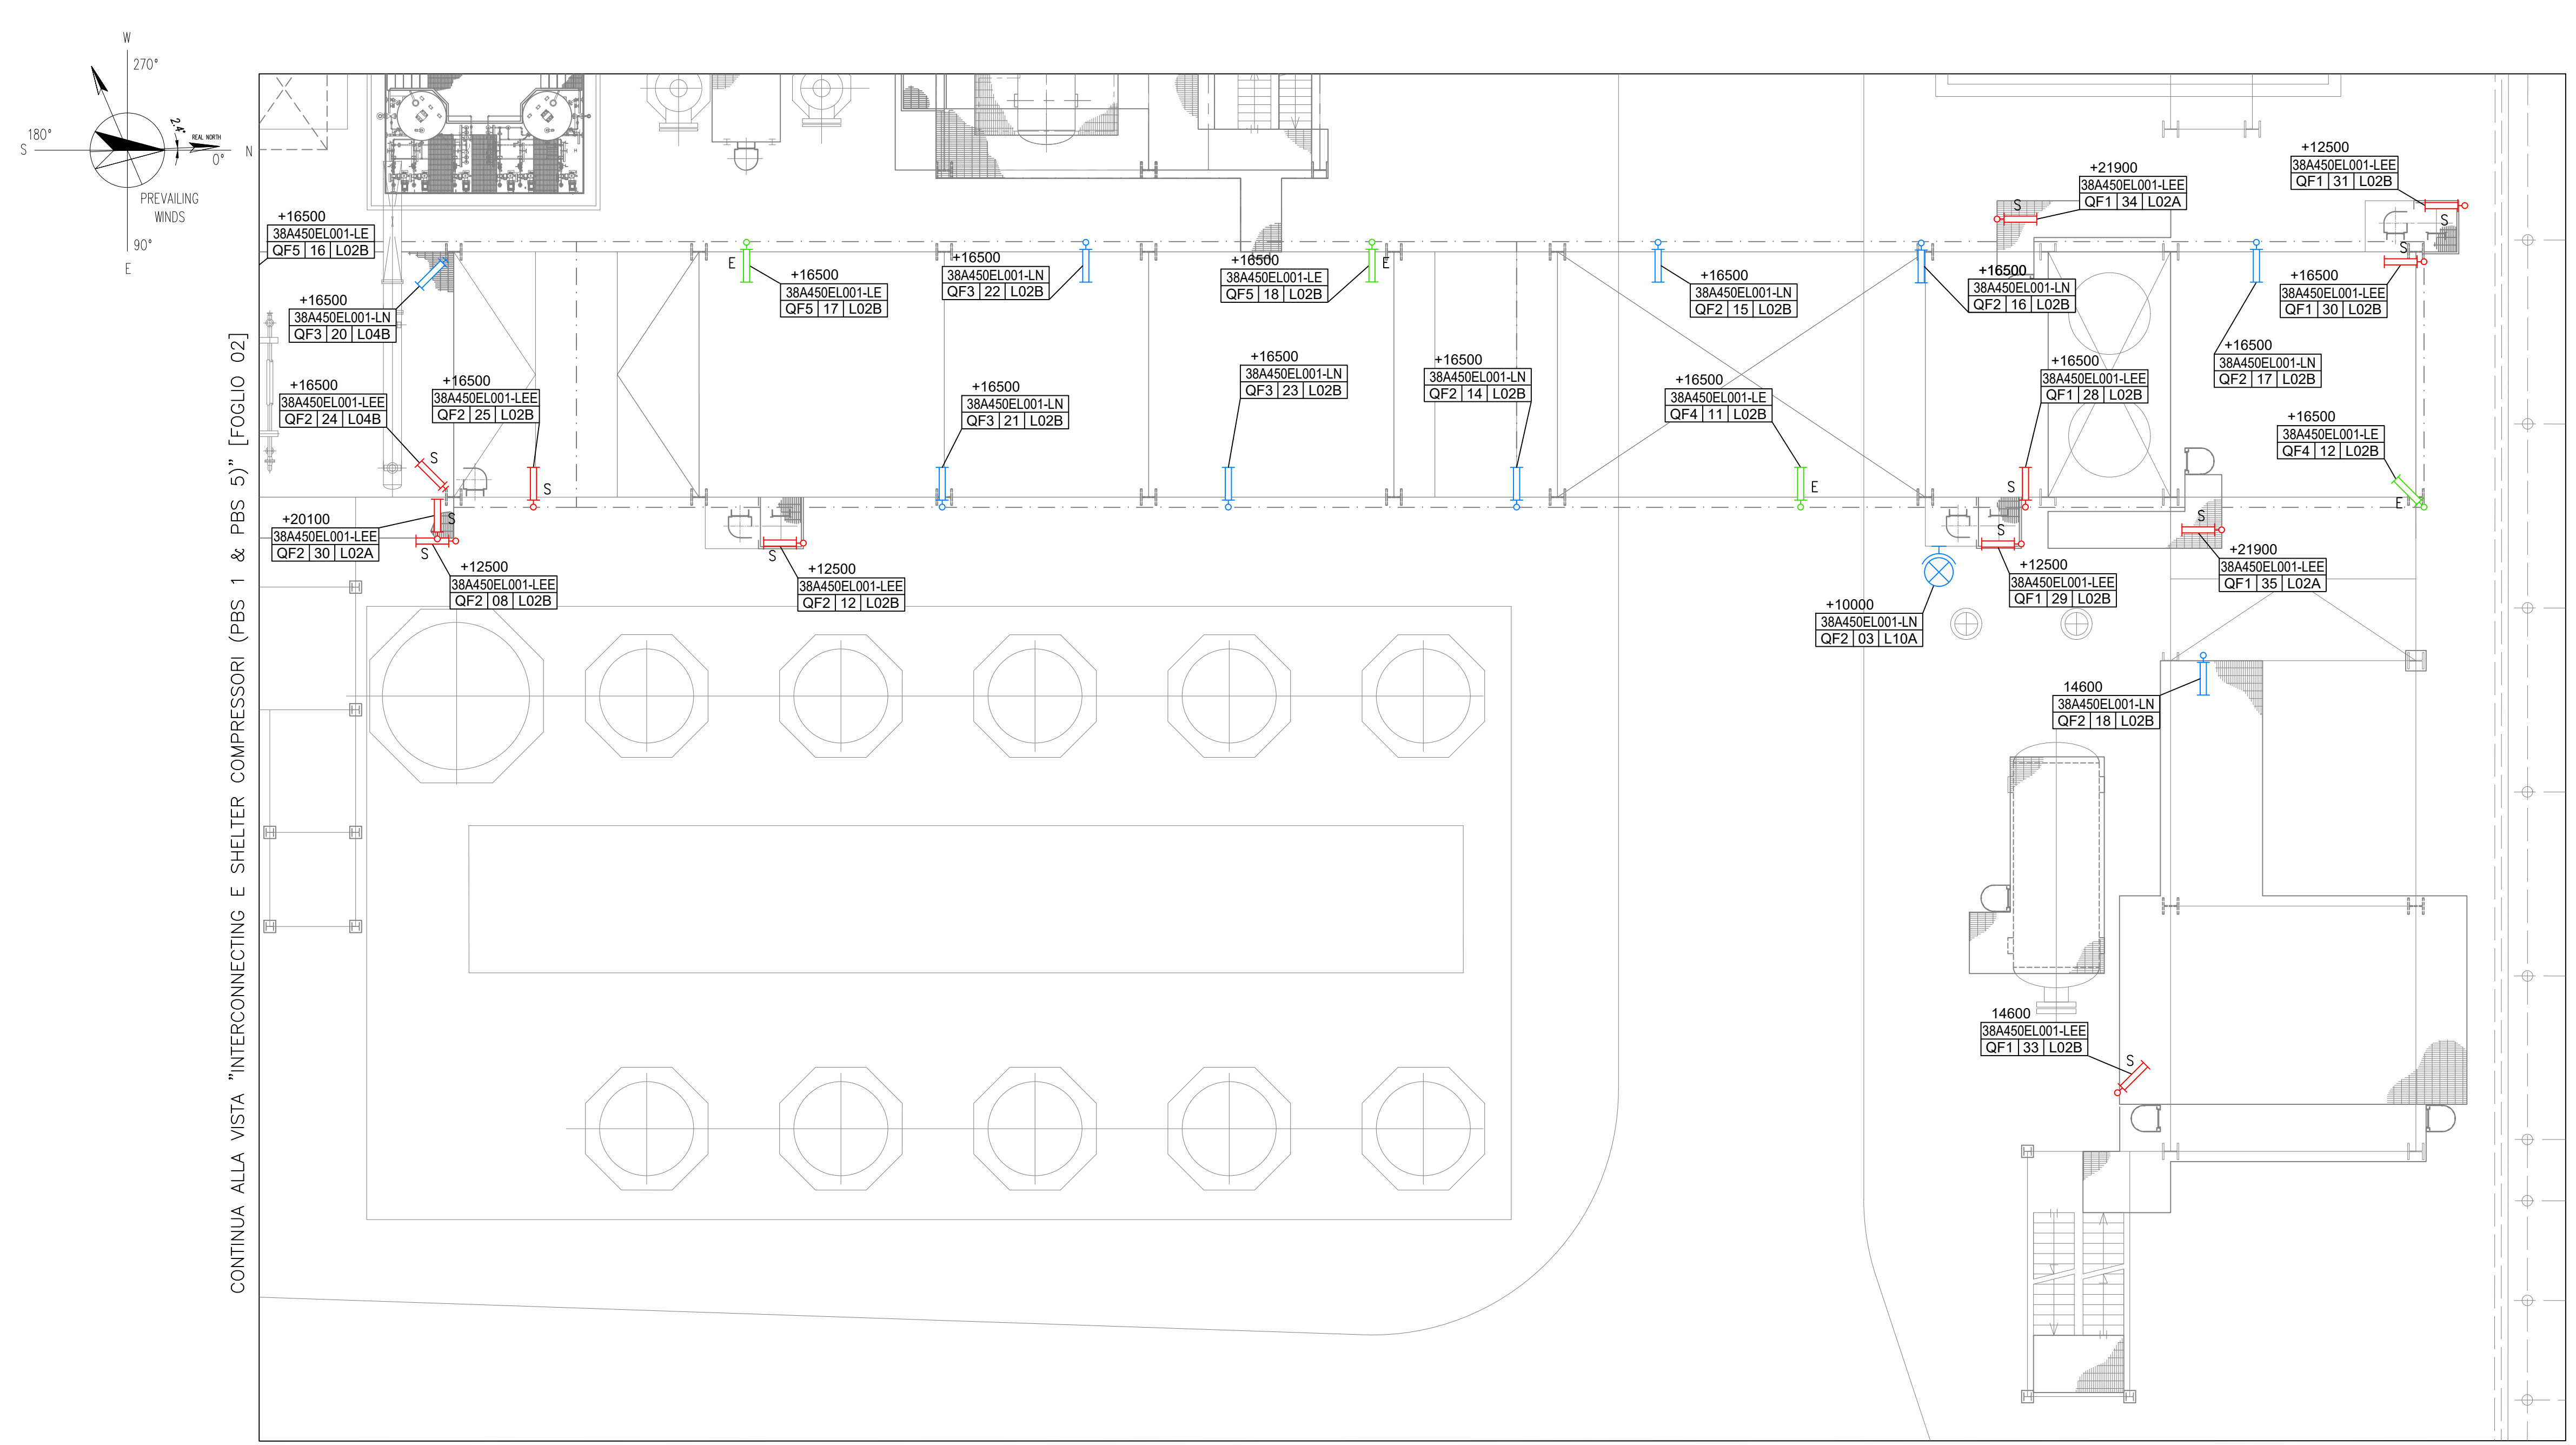 W
270°
180°
S
2.4°
REAL NORTH
0°
N
PREVAILING
WINDS
90°
E
CONTINUA ALLA VISTA "INTERCONNECTING E SHELTER COMPRESSORI (PBS 1 & PBS 5)" [FOGLIO 02]
+16500
38A450EL001-LE
QF5 16 L02B
+16500
38A450EL001-LN
QF3 20 L04B
+16500
38A450EL001-LEE
QF2 24 L04B
S
+16500
38A450EL001-LEE
QF2 25 L02B
S
+20100
38A450EL001-LEE
QF2 30 L02A
S
S
+12500
38A450EL001-LEE
QF2 08 L02B
E
+16500
38A450EL001-LE
QF5 17 L02B
S
+12500
38A450EL001-LEE
QF2 12 L02B
+16500
38A450EL001-LN
QF3 22 L02B
+16500
38A450EL001-LN
QF3 21 L02B
+16500
38A450EL001-LE
QF5 18 L02B
E
+16500
38A450EL001-LN
QF3 23 L02B
+16500
38A450EL001-LN
QF2 14 L02B
+16500
38A450EL001-LN
QF2 15 L02B
+16500
38A450EL001-LE
QF4 11 L02B
E
+16500
38A450EL001-LN
QF2 16 L02B
S
+21900
38A450EL001-LEE
QF1 34 L02A
+12500
38A450EL001-LEE
QF1 31 L02B
S
S
+16500
38A450EL001-LEE
QF1 30 L02B
+16500
38A450EL001-LN
QF2 17 L02B
+16500
38A450EL001-LEE
QF1 28 L02B
S
+16500
38A450EL001-LE
QF4 12 L02B
E
S
+12500
38A450EL001-LEE
QF1 29 L02B
S
+21900
38A450EL001-LEE
QF1 35 L02A
+10000
38A450EL001-LN
QF2 03 L10A
14600
38A450EL001-LN
QF2 18 L02B
14600
38A450EL001-LEE
QF1 33 L02B
S